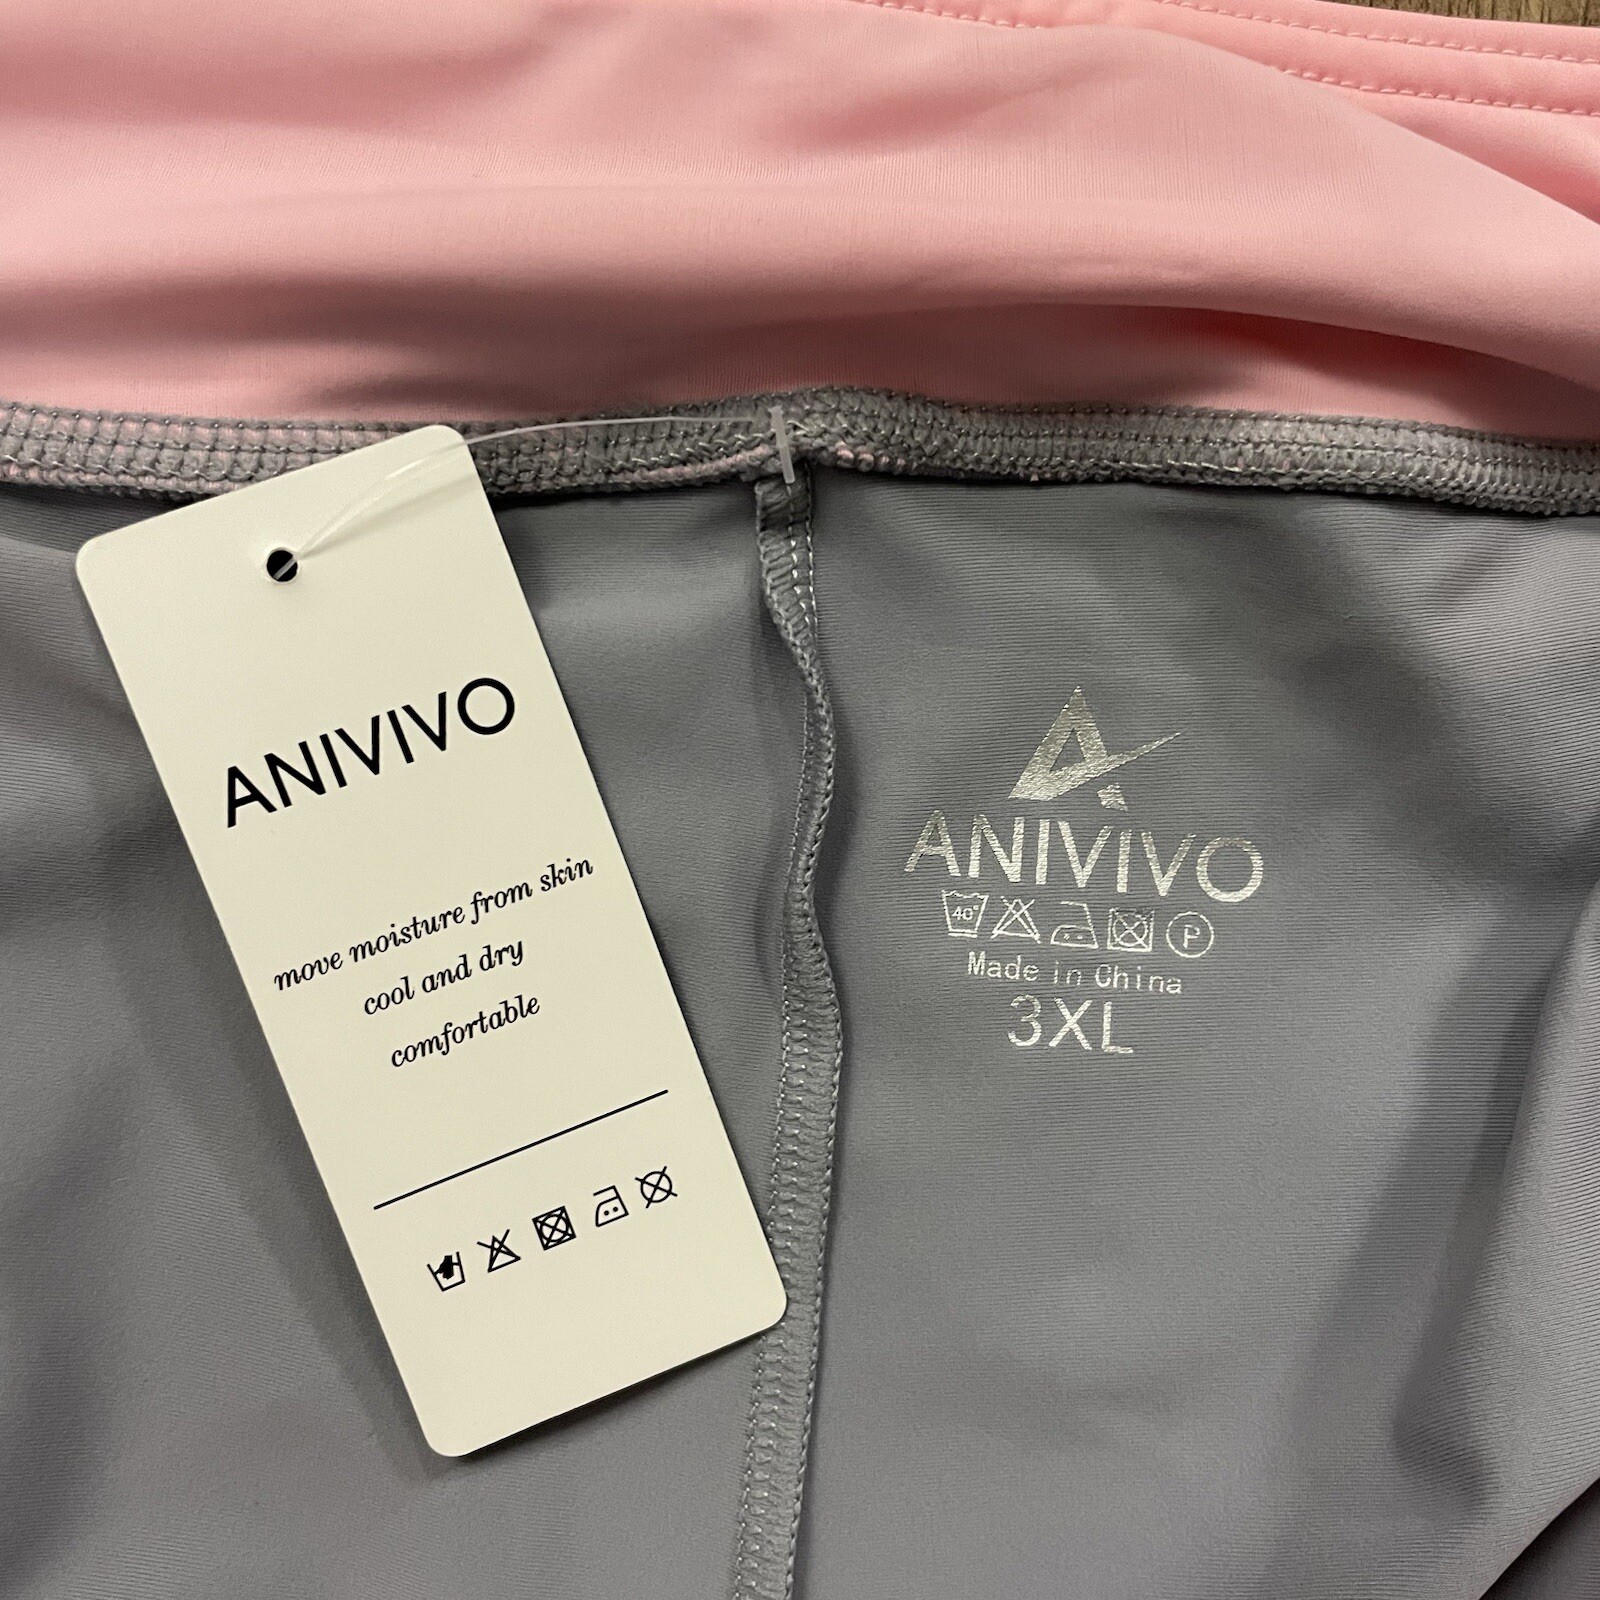 ANIVIVO
move moisture from skin
cool and dry
comfortable
ANIVIVO
40°
P
Made in China
3XL